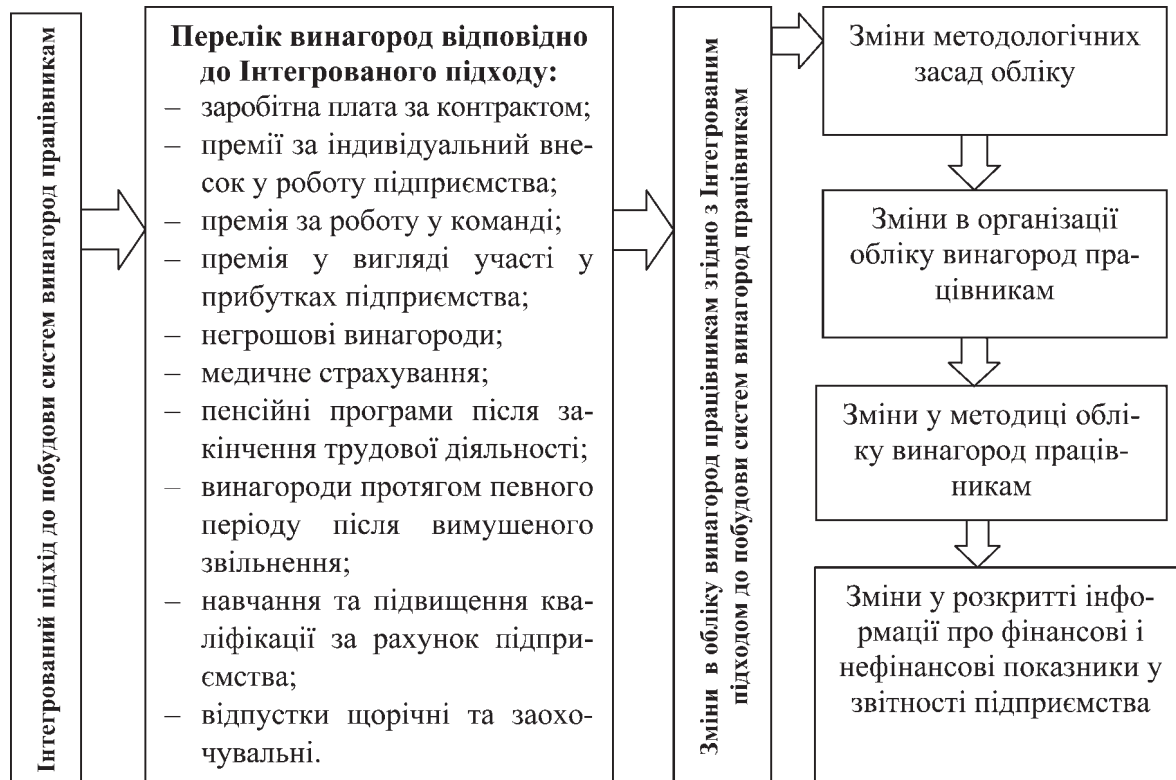 Інтегрований підхід до побудови систем винагород працівникам
Перелік винагород відповідно
до Інтегрованого підходу:
– заробітна плата за контрактом;
– премії за індивідуальний вне-
сок у роботу підприємства;
– премія за роботу у команді;
– премія у вигляді участі у
прибутках підприємства;
– негрошові винагороди;
– медичне страхування;
– пенсійні програми після за-
кінчення трудової діяльності;
– винагороди протягом певного
періоду після вимушеного
звільнення;
– навчання та підвищення ква-
ліфікації за рахунок підпри-
ємства;
– відпустки щорічні та заохо-
чувальні.
Зміни в обліку винагород працівникам згідно з Інтегрованим
підходом до побудови систем винагород працівникам
Зміни методологічних
засад обліку
Зміни в організації
обліку винагород пра-
цівникам
Зміни у методиці облі-
ку винагород праців-
никам
Зміни у розкритті інфо-
рмації про фінансові і
нефінансові показники у
звітності підприємства